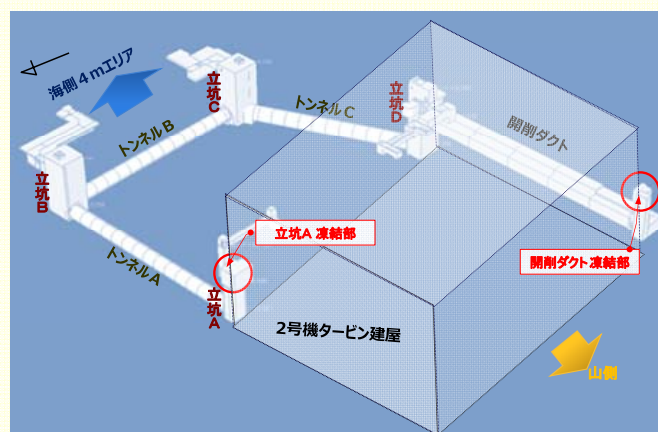 海側4mエリア
立坑C
トンネルC
立坑D
開削ダクト
トンネルB
立坑B
トンネルA
立坑A 凍結部
開削ダクト凍結部
立坑A
2号機タービン建屋
山側